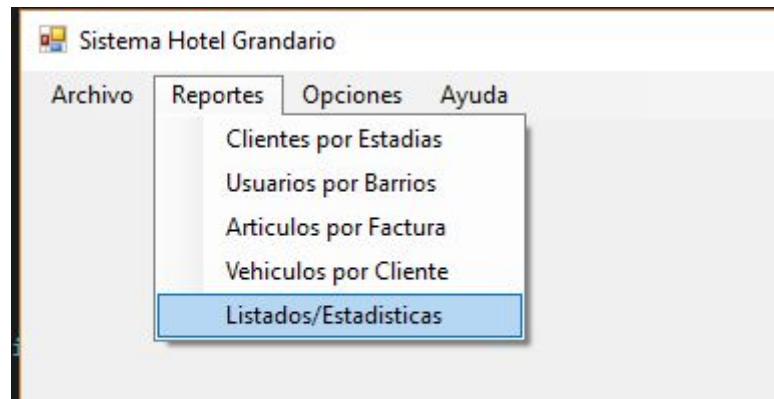 Sistema Hotel Grandario
Archivo Reportes Opciones Ayuda
Clientes por Estadias
Usuarios por Barrios
Articulos por Factura
Vehiculos por Cliente
Listados/Estadisticas